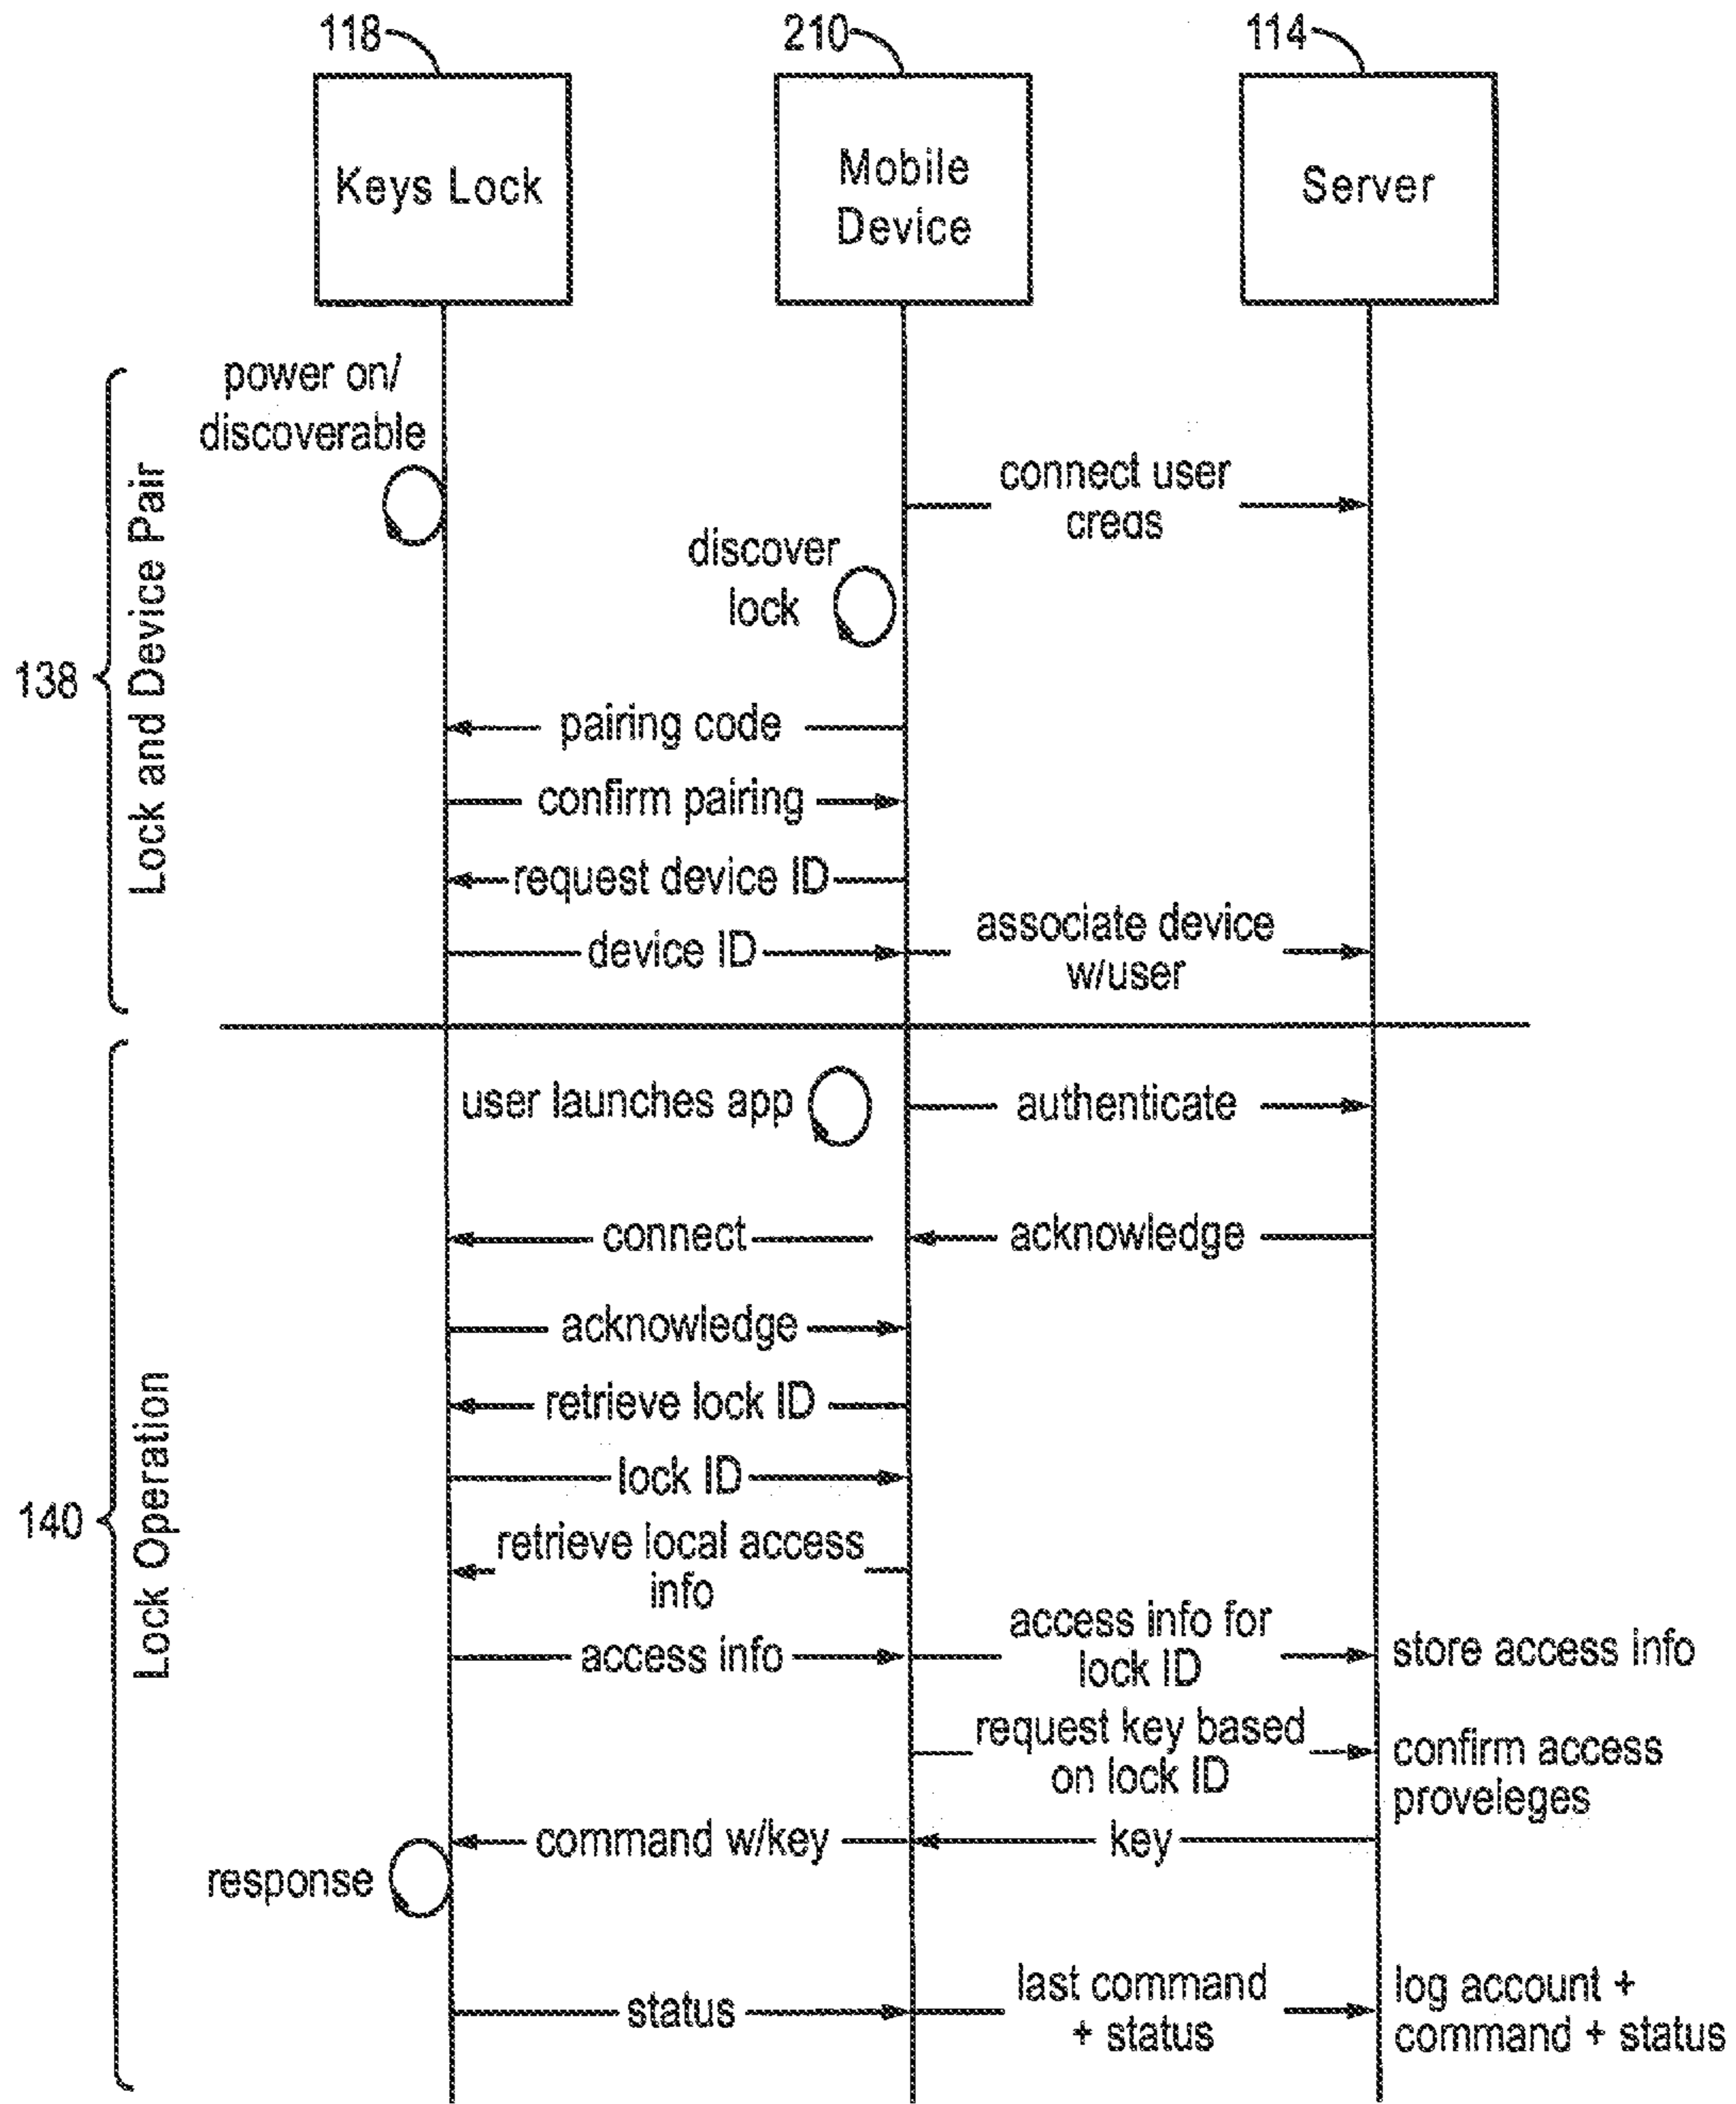 118
210
114
Keys Lock
Mobile
Device
Server
power on/
discoverable
connect user
creds
discover
lock
138
Lock and Device Pair
pairing code
confirm pairing
request device ID
device ID
associate device
w/user
user launches app
authenticate
connect
acknowledge
acknowledge
retrieve lock ID
lock ID
140
Lock Operation
retrieve local access
info
access info
access info for
lock ID
store access info
request key based
on lock ID
confirm access
proveleges
command w/key
key
response
status
last command
+ status
log account +
command + status